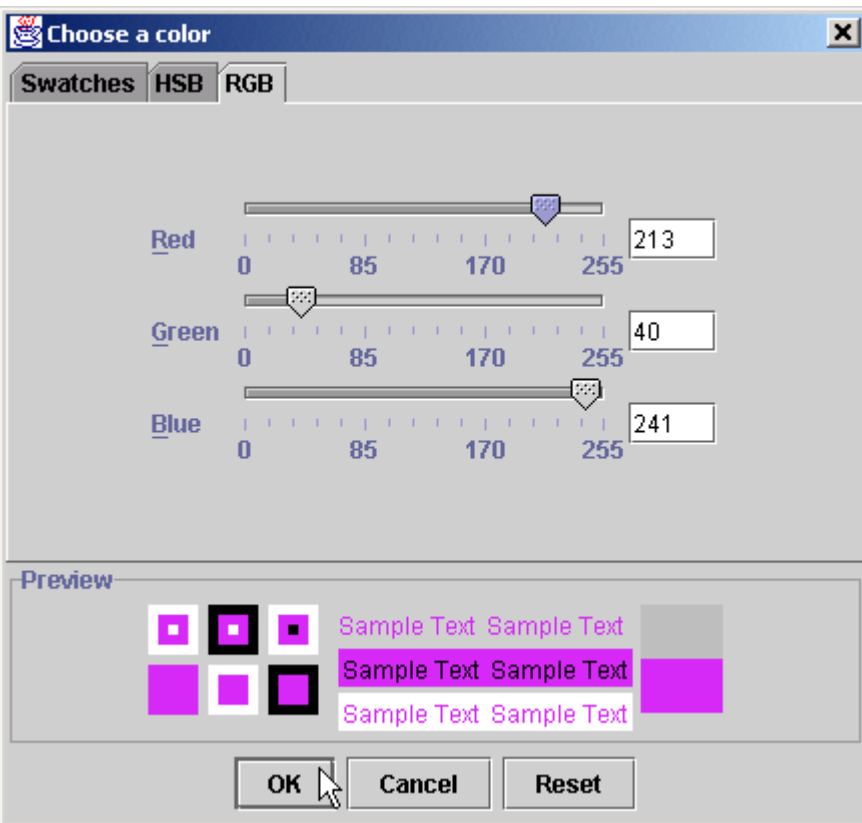 Choose a color
Swatches HSB RGB
Red 213
0 85 170 255
Green 40
0 85 170 255
Blue 241
0 85 170 255
Preview
Sample Text Sample Text
Sample Text Sample Text
Sample Text Sample Text
OK Cancel Reset